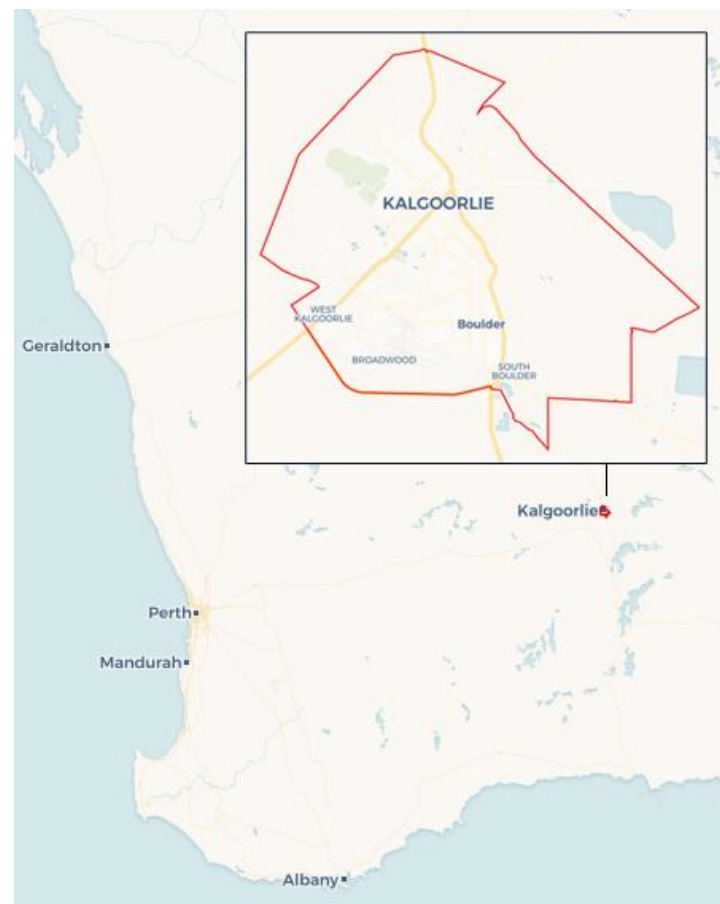 KALGOORLIE
WEST
KALGOORLIE
Boulder
BROADWOOD
SOUTH
BOULDER
Geraldton
Kalgoorlie
Perth
Mandurah
Albany